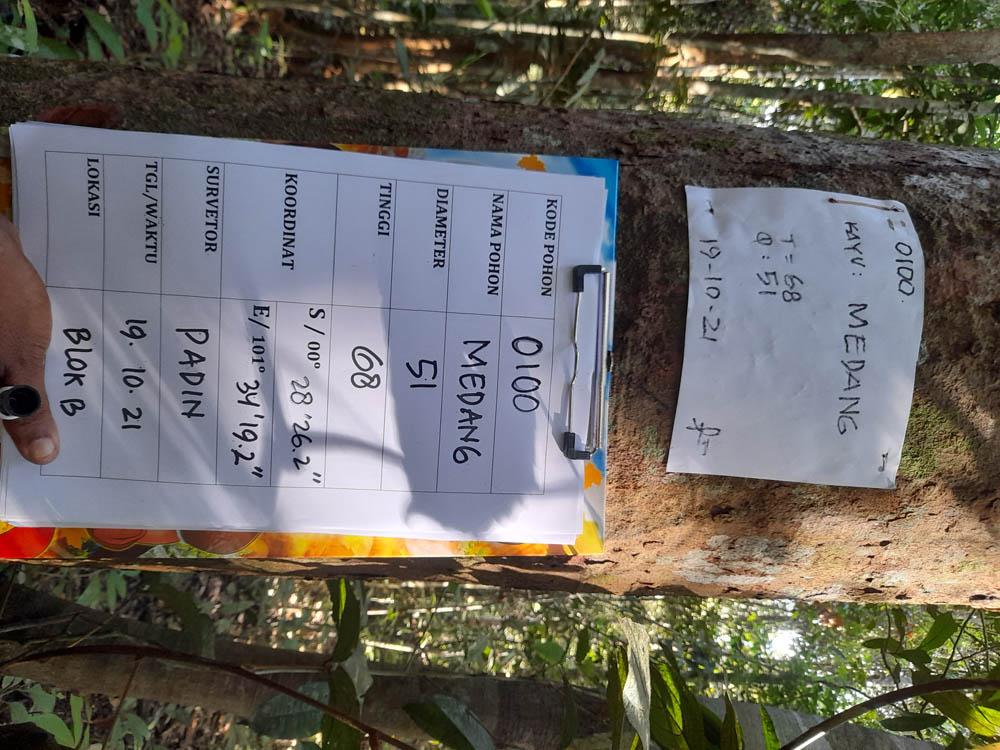 0100.
KAYU: MEDANG
T = 68
Ø : 51
19-10-21
KODE POHON 0100
NAMA POHON MEDANG
DIAMETER 51
TINGGI 68
KOORDINAT S / 00° 28'26.2"
E/ 101° 34'19.2"
SURVETOR PADIN
TGL/WAKTU 19. 10. 21
LOKASI BLOK B